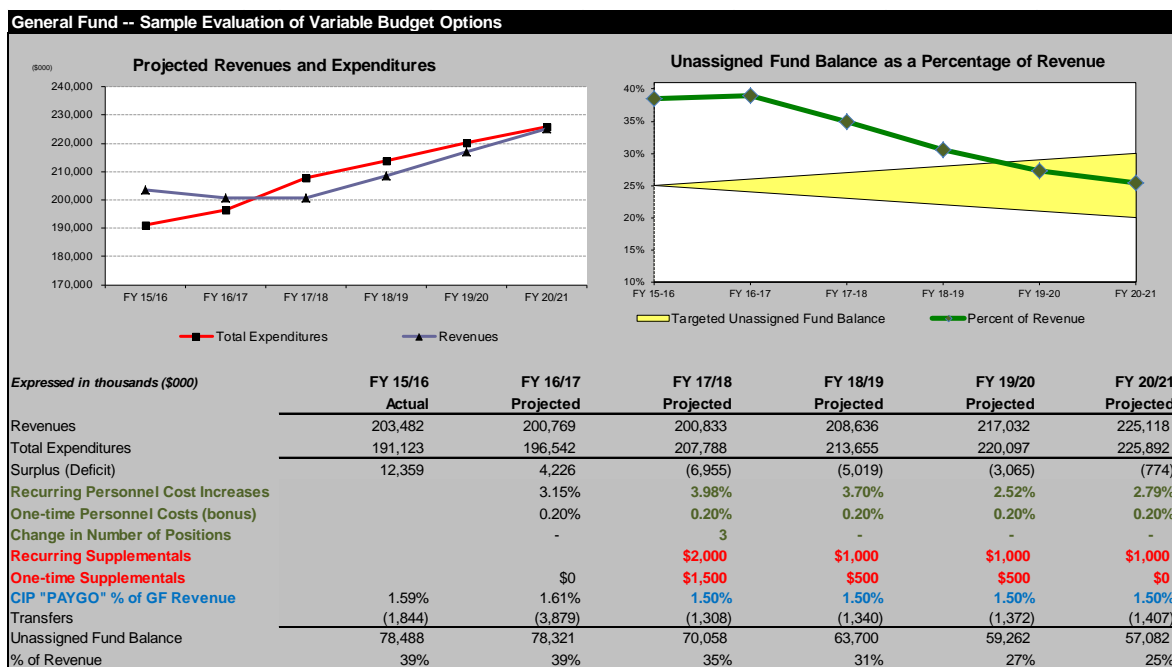 General Fund -- Sample Evaluation of Variable Budget Options
($000)
Projected Revenues and Expenditures
240,000
230,000
220,000
210,000
200,000
190,000
180,000
170,000
FY 15/16 FY 16/17 FY 17/18 FY 18/19 FY 19/20 FY 20/21
Total Expenditures Revenues
Unassigned Fund Balance as a Percentage of Revenue
40%
35%
30%
25%
20%
15%
10%
FY 15-16 FY 16-17 FY 17-18 FY 18-19 FY 19-20 FY 20-21
Targeted Unassigned Fund Balance Percent of Revenue
Expressed in thousands ($000) FY 15/16 FY 16/17 FY 17/18 FY 18/19 FY 19/20 FY 20/21
Actual Projected Projected Projected Projected Projected
Revenues 203,482 200,769 200,833 208,636 217,032 225,118
Total Expenditures 191,123 196,542 207,788 213,655 220,097 225,892
Surplus (Deficit) 12,359 4,226 (6,955) (5,019) (3,065) (774)
Recurring Personnel Cost Increases 3.15% 3.98% 3.70% 2.52% 2.79%
One-time Personnel Costs (bonus) 0.20% 0.20% 0.20% 0.20% 0.20%
Change in Number of Positions - 3 - - -
Recurring Supplementals $2,000 $1,000 $1,000 $1,000
One-time Supplementals $0 $1,500 $500 $500 $0
CIP "PAYGO" % of GF Revenue 1.59% 1.61% 1.50% 1.50% 1.50% 1.50%
Transfers (1,844) (3,879) (1,308) (1,340) (1,372) (1,407)
Unassigned Fund Balance 78,488 78,321 70,058 63,700 59,262 57,082
% of Revenue 39% 39% 35% 31% 27% 25%